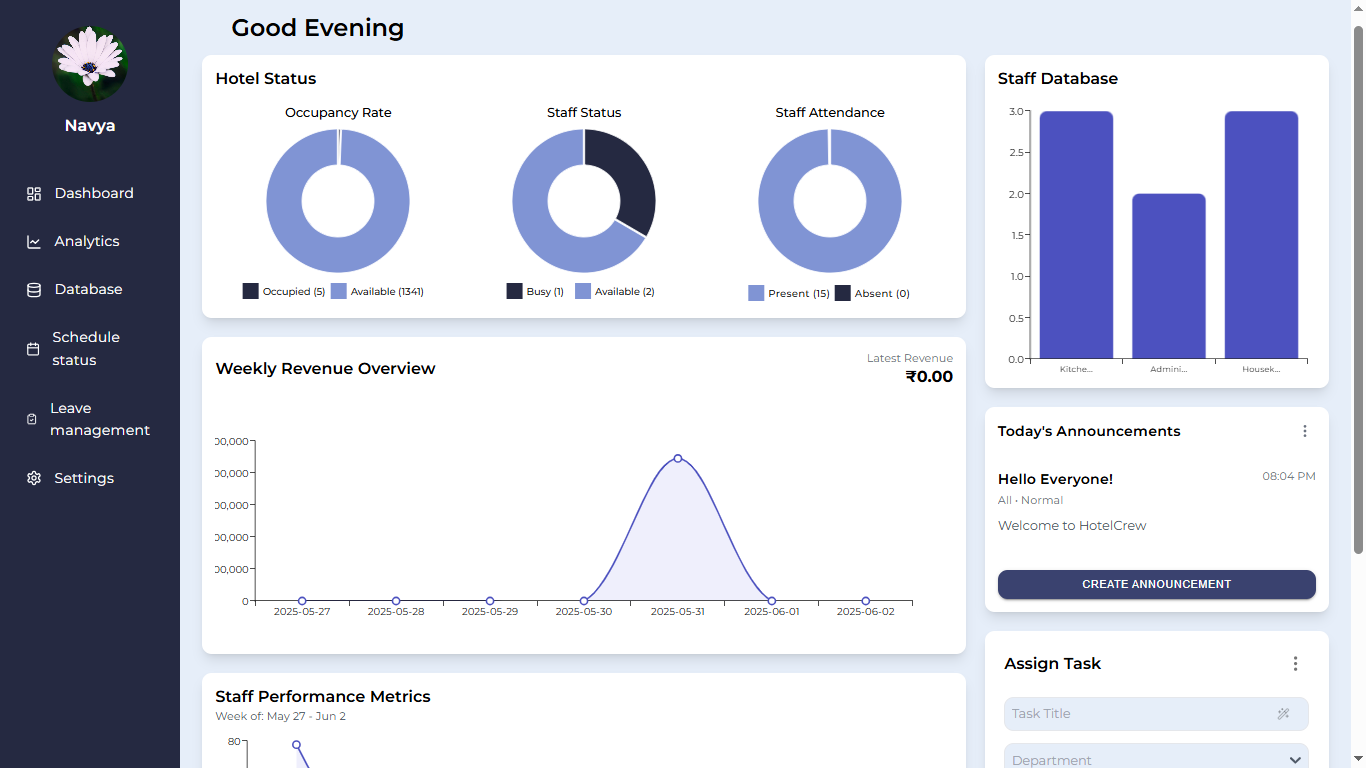 Navya
Dashboard
Analytics
Database
Schedule
status
Leave
management
Settings
Good Evening
Hotel Status
Occupancy Rate
Occupied (5) Available (1341)
Staff Status
Busy (1) Available (2)
Staff Attendance
Present (15) Absent (0)
Weekly Revenue Overview
Latest Revenue
₹0.00
00,000
00,000
00,000
00,000
00,000
0
2025-05-27 2025-05-28 2025-05-29 2025-05-30 2025-05-31 2025-06-01 2025-06-02
Staff Performance Metrics
Week of: May 27 - Jun 2
80
Staff Database
3.0
2.5
2.0
1.5
1.0
0.5
0.0
Kitche... Admini... Housek...
Today's Announcements
Hello Everyone! 08:04 PM
All • Normal
Welcome to HotelCrew
CREATE ANNOUNCEMENT
Assign Task
Task Title
Department